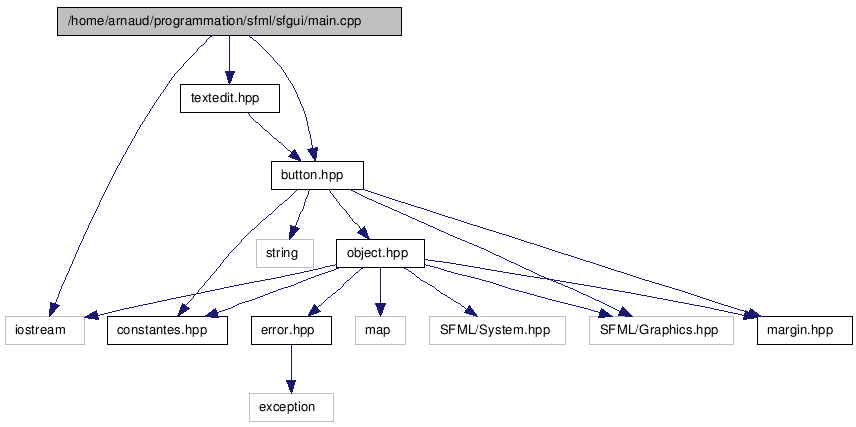 /home/arnaud/programmation/sfml/sfgui/main.cpp
textedit.hpp
button.hpp
string
object.hpp
iostream
constantes.hpp
error.hpp
map
SFML/System.hpp
SFML/Graphics.hpp
margin.hpp
exception